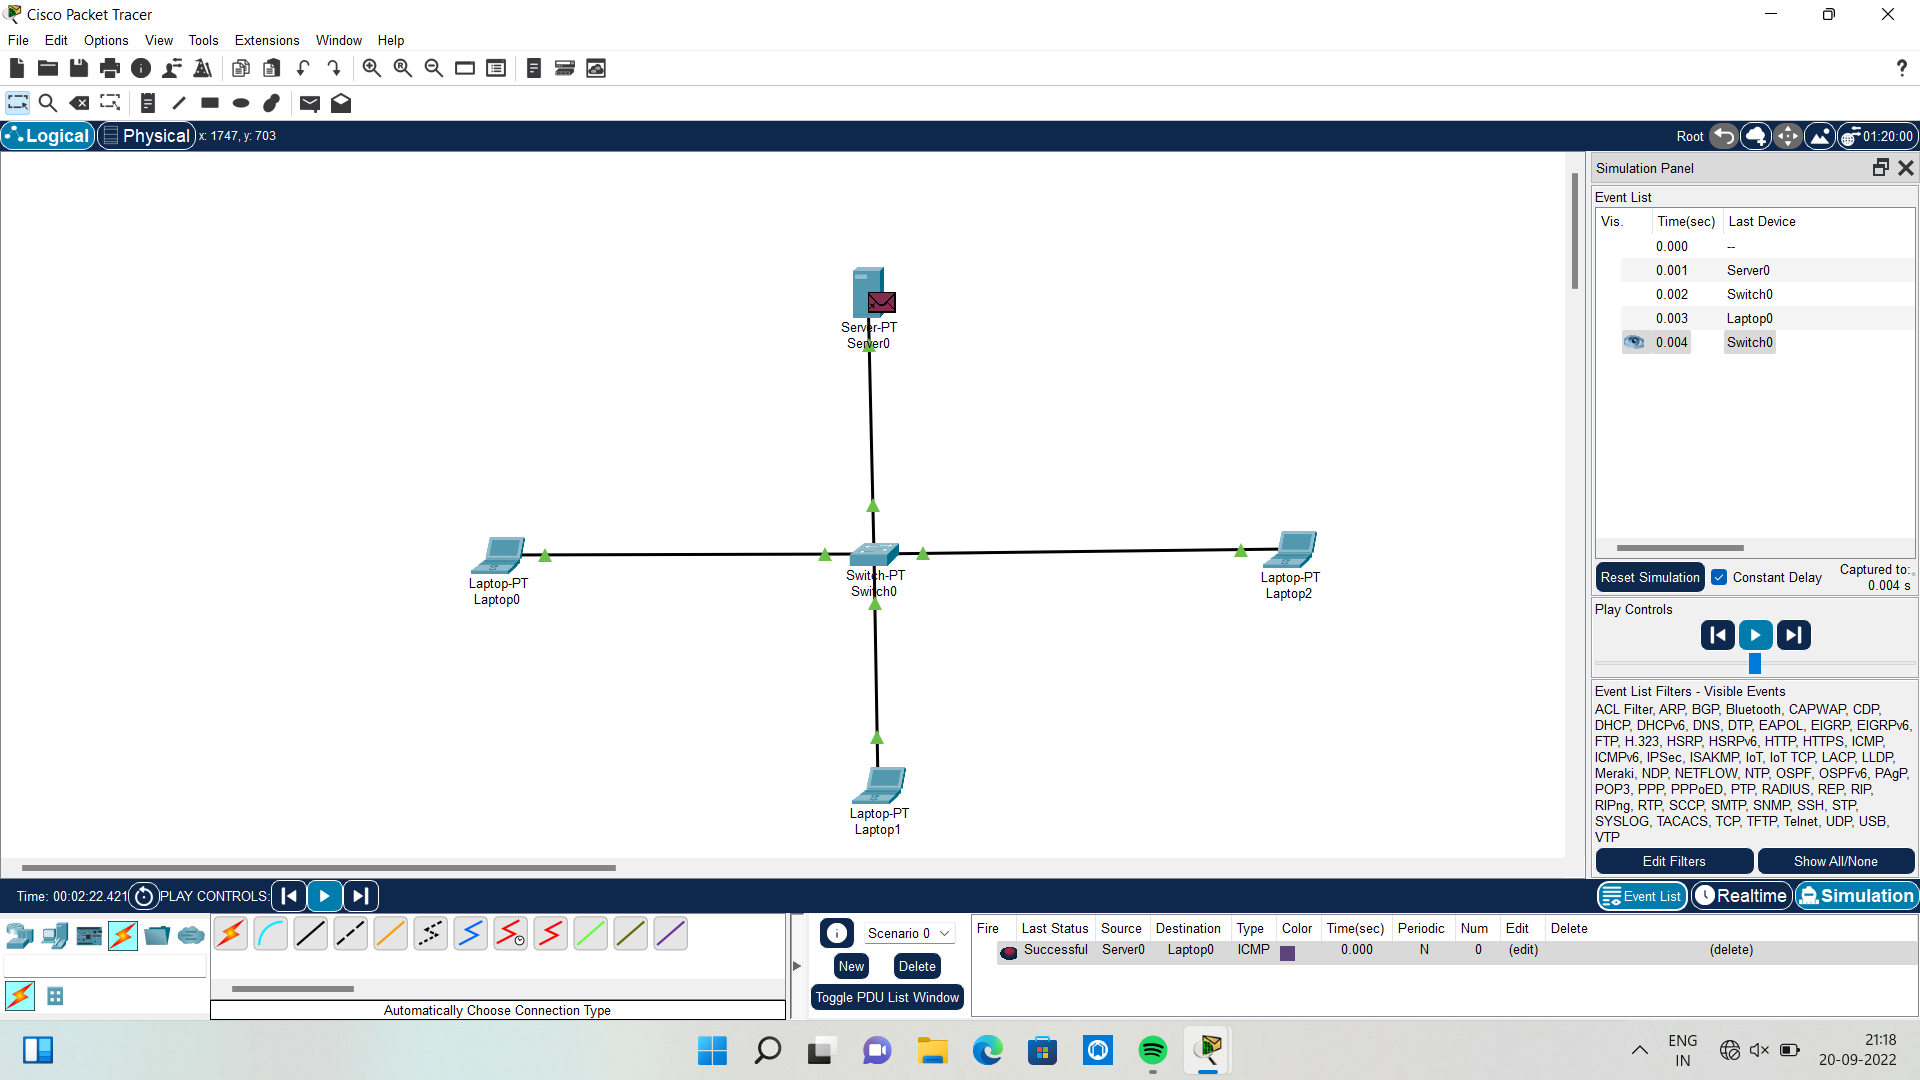 Cisco Packet Tracer
File Edit Options View Tools Extensions Window Help
?
Logical Physical x: 1747, y: 703 Root 01:20:00
Simulation Panel
Event List
Vis. Time(sec) Last Device
0.000 --
0.001 Server0
0.002 Switch0
0.003 Laptop0
0.004 Switch0
Server-PT
Server0
Laptop-PT
Laptop0
Switch-PT
Switch0
Laptop-PT
Laptop2
Laptop-PT
Laptop1
Reset Simulation Constant Delay Captured to:
0.004 s
Play Controls
Event List Filters - Visible Events
ACL Filter, ARP, BGP, Bluetooth, CAPWAP, CDP,
DHCP, DHCPv6, DNS, DTP, EAPOL, EIGRP, EIGRPv6,
FTP, H.323, HSRP, HSRPv6, HTTP, HTTPS, ICMP,
ICMPv6, IPSec, ISAKMP, IoT, IoT TCP, LACP, LLDP,
Meraki, NDP, NETFLOW, NTP, OSPF, OSPFv6, PAgP,
POP3, PPP, PPPoED, PTP, RADIUS, REP, RIP,
RIPng, RTP, SCCP, SMTP, SNMP, SSH, STP,
SYSLOG, TACACS, TCP, TFTP, Telnet, UDP, USB,
VTP
Edit Filters Show All/None
Time: 00:02:22.421 PLAY CONTROLS: Event List Realtime Simulation
Scenario 0
New Delete
Toggle PDU List Window
Fire Last Status Source Destination Type Color Time(sec) Periodic Num Edit Delete
Successful Server0 Laptop0 ICMP 0.000 N 0 (edit) (delete)
Automatically Choose Connection Type
ENG
IN
21:18
20-09-2022